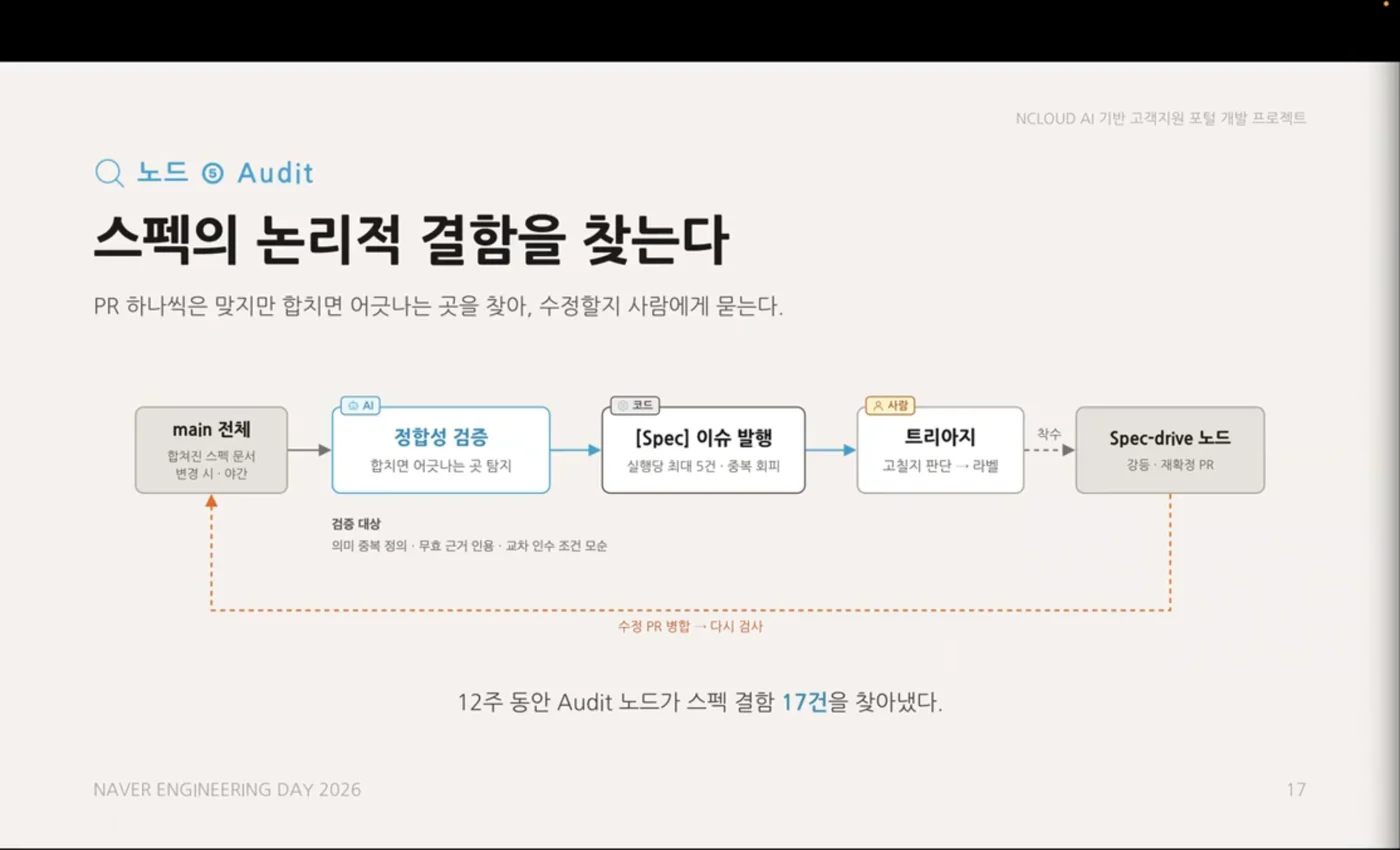 NCLOUD AI 기반 고객지원 포털 개발 프로젝트
노드 ⑤ Audit
스펙의 논리적 결함을 찾는다
PR 하나씩은 맞지만 합치면 어긋나는 곳을 찾아, 수정할지 사람에게 묻는다.
main 전체
합쳐진 스펙 문서
변경 시 · 야간
AI
정합성 검증
합치면 어긋나는 곳 탐지
코드
[Spec] 이슈 발행
실행당 최대 5건 · 중복 회피
사람
트리아지
고칠지 판단 → 라벨
착수
Spec-drive 노드
강등 · 재확정 PR
검증 대상
의미 중복 정의 · 무효 근거 인용 · 교차 인수 조건 모순
수정 PR 병합 → 다시 검사
12주 동안 Audit 노드가 스펙 결함 17건을 찾아냈다.
NAVER ENGINEERING DAY 2026
17